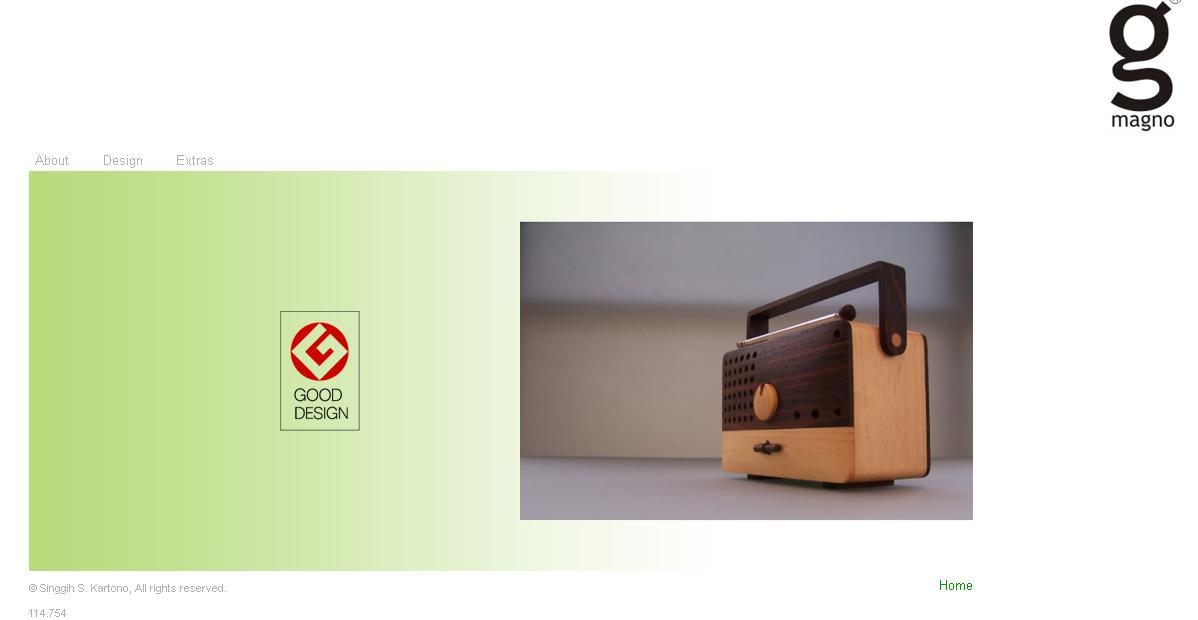 magno
About Design Extras
GOOD
DESIGN
© Singgih S. Kartono, All rights reserved.
Home
114.754